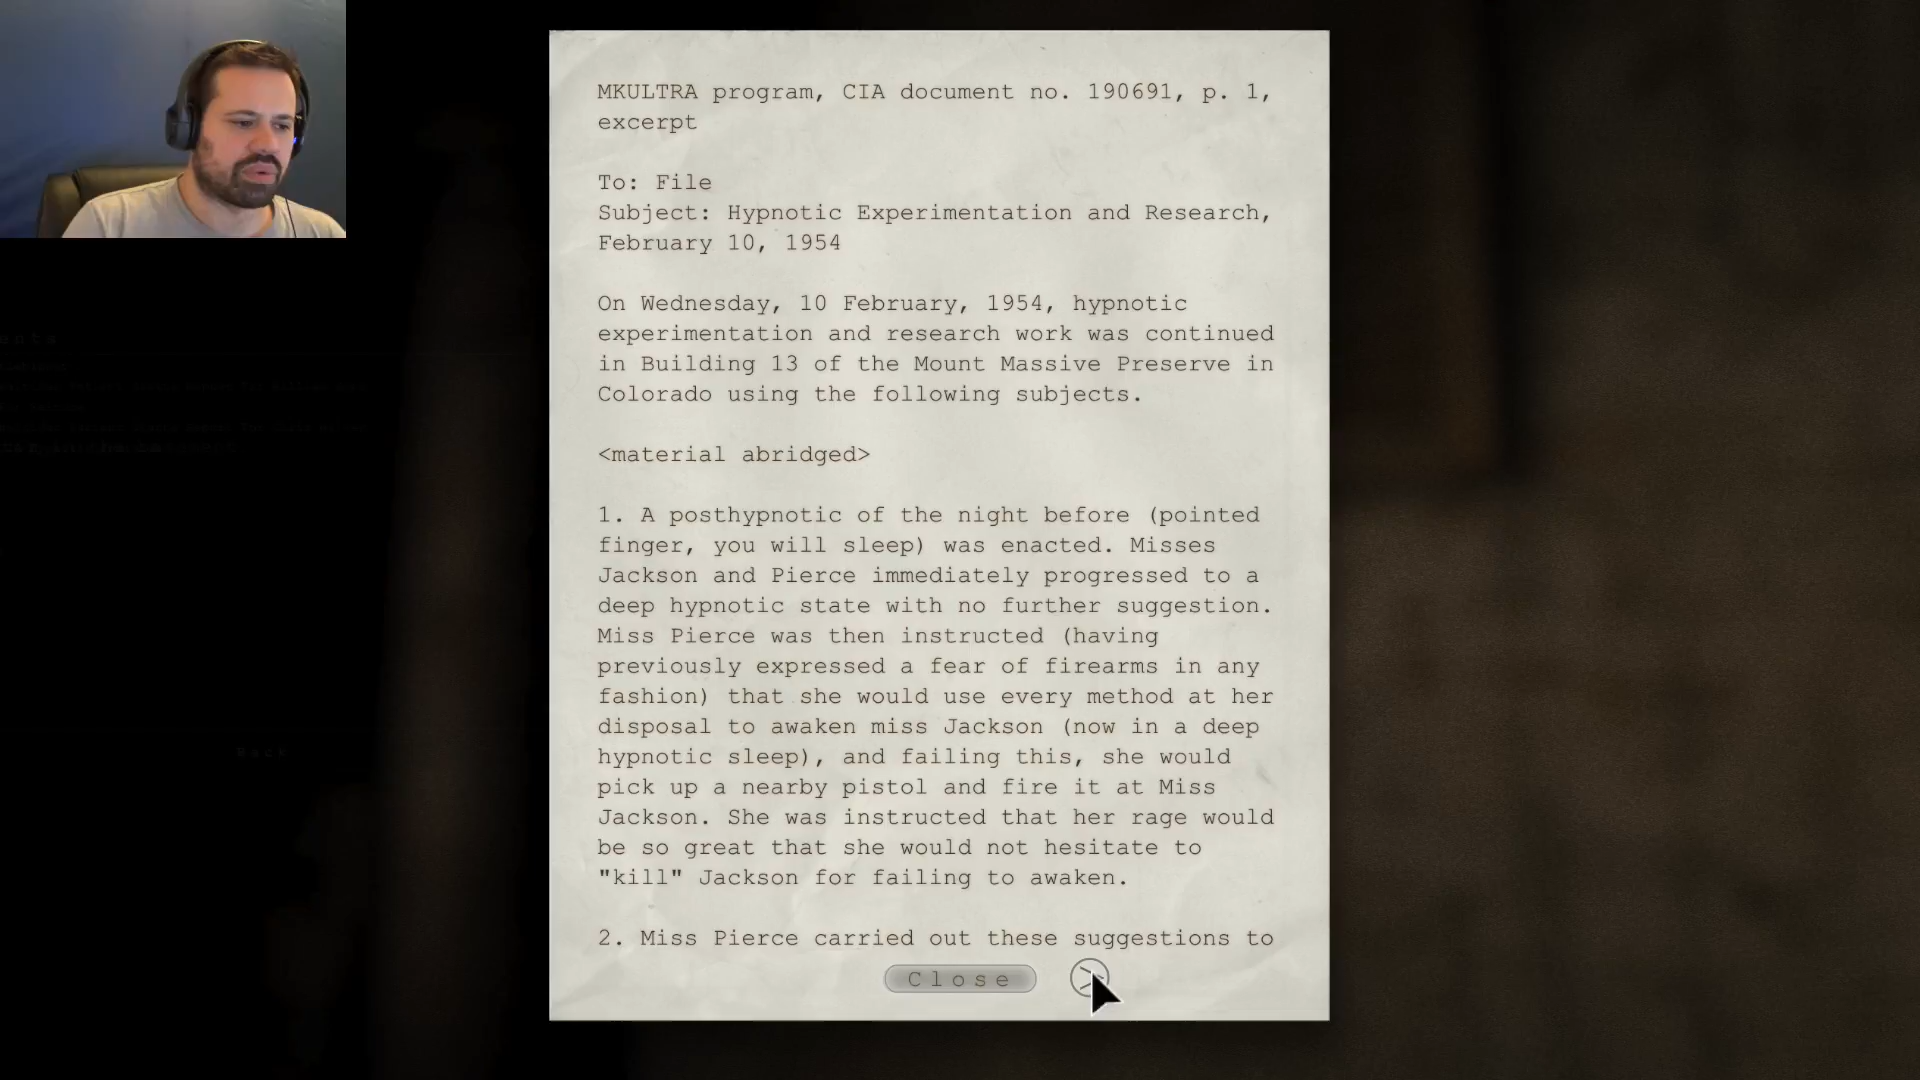 MKULTRA program, CIA document no. 190691, p. 1,
excerpt
To: File
Subject: Hypnotic Experimentation and Research,
February 10, 1954
On Wednesday, 10 February, 1954, hypnotic
experimentation and research work was continued
in Building 13 of the Mount Massive Preserve in
Colorado using the following subjects.
<material abridged>
1. A posthypnotic of the night before (pointed
finger, you will sleep) was enacted. Misses
Jackson and Pierce immediately progressed to a
deep hypnotic state with no further suggestion.
Miss Pierce was then instructed (having
previously expressed a fear of firearms in any
fashion) that she would use every method at her
disposal to awaken miss Jackson (now in a deep
hypnotic sleep), and failing this, she would
pick up a nearby pistol and fire it at Miss
Jackson. She was instructed that her rage would
be so great that she would not hesitate to
"kill" Jackson for failing to awaken.
2. Miss Pierce carried out these suggestions to
Close
Back